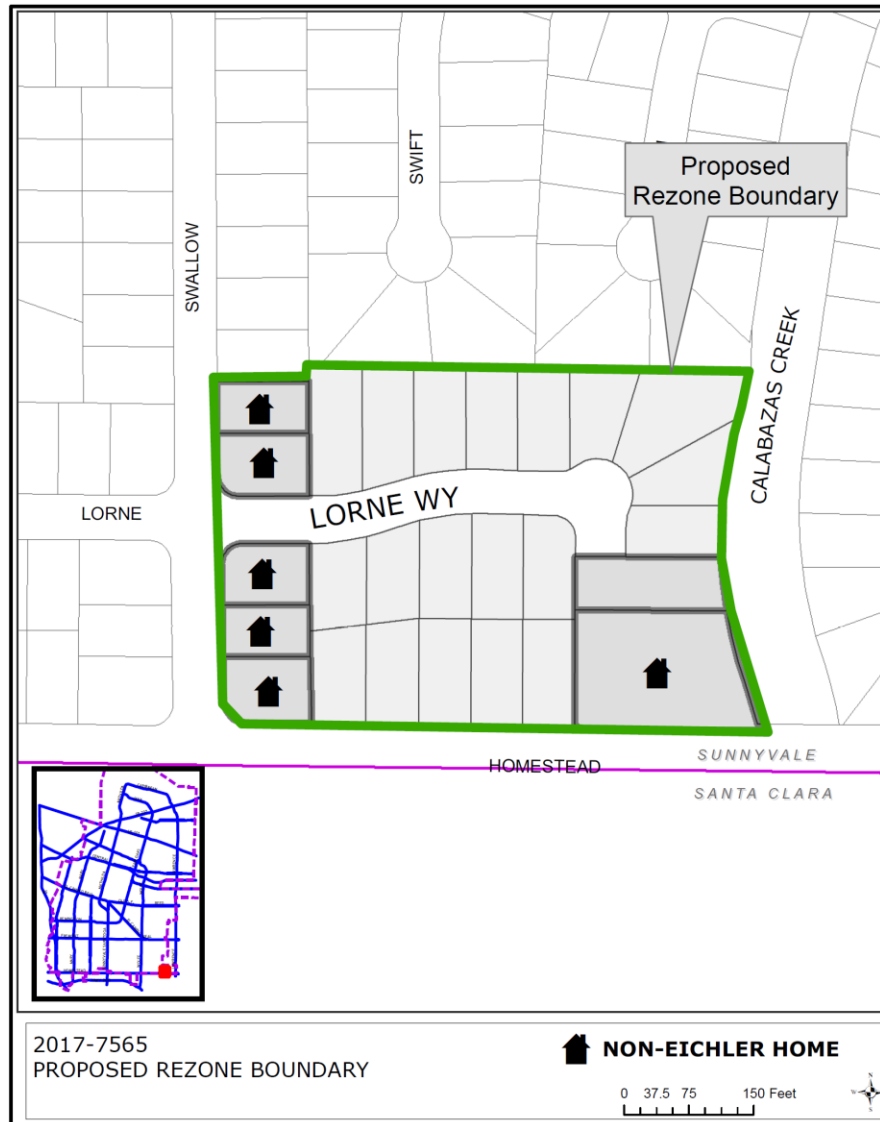 SWIFT
Proposed
Rezone Boundary
SWALLOW
CALABAZAS CREEK
LORNE
LORNE WY
HOMESTEAD
SUNNYVALE
SANTA CLARA
2017-7565
PROPOSED REZONE BOUNDARY
NON-EICHLER HOME
0 37.5 75 150 Feet
N
W
E
S